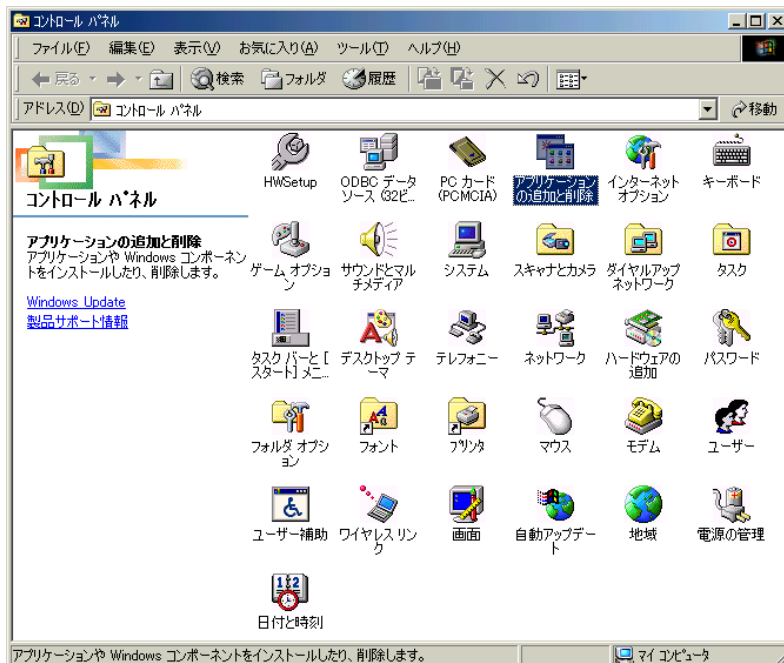 コントロール パネル
ファイル(F) 編集(E) 表示(V) お気に入り(A) ツール(T) ヘルプ(H)
戻る 検索 フォルダ 履歴
アドレス(D) コントロール パネル 移動
コントロール パネル
アプリケーションの追加と削除
アプリケーションや Windows コンポーネン
トをインストールしたり、削除します。
Windows Update
製品サポート情報
HWSetup
ODBC データ
ソース (32ビ...
PC カード
(PCMCIA)
アプリケーション
の追加と削除
インターネット
オプション
キーボード
ゲーム オプショ
ン
サウンドとマル
チメディア
システム
スキャナとカメラ
ダイヤルアップ
ネットワーク
タスク
タスク バーと [
スタート] メニ...
デスクトップ テ
ーマ
テレフォニー
ネットワーク
ハードウェアの
追加
パスワード
フォルダ オプシ
ョン
フォント
プリンタ
マウス
モデム
ユーザー
ユーザー補助
ワイヤレス リン
ク
画面
自動アップデー
ト
地域
電源の管理
日付と時刻
アプリケーションや Windows コンポーネントをインストールしたり、削除します。
マイ コンピュータ